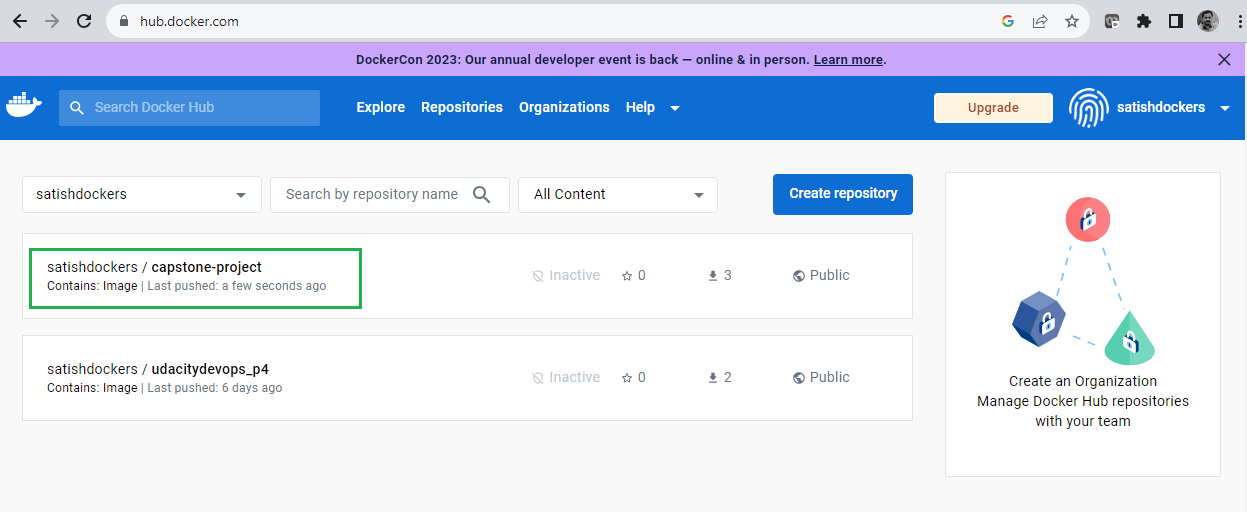 hub.docker.com
DockerCon 2023: Our annual developer event is back — online & in person. Learn more.
Search Docker Hub
Explore Repositories Organizations Help
Upgrade
satishdockers
satishdockers
Search by repository name
All Content
Create repository
satishdockers / capstone-project
Contains: Image | Last pushed: a few seconds ago
Inactive 0 3 Public
satishdockers / udacitydevops_p4
Contains: Image | Last pushed: 6 days ago
Inactive 0 2 Public
Create an Organization
Manage Docker Hub repositories
with your team